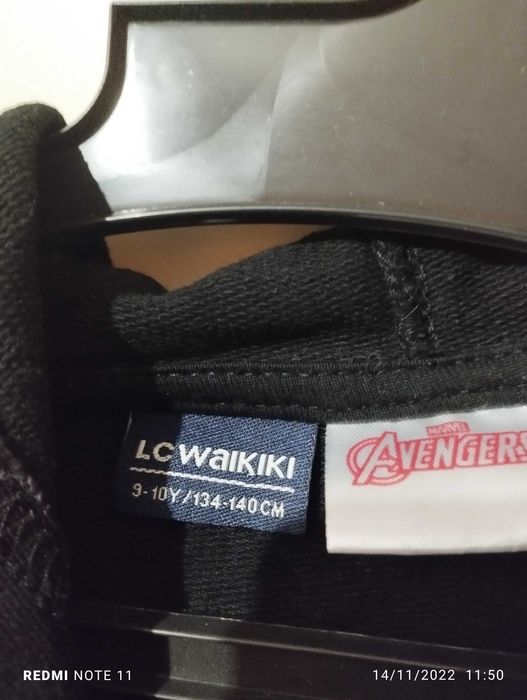 LC WAIKIKI
9-10Y/134-140CM
MARVEL
AVENGERS
REDMI NOTE 11
14/11/2022 11:50